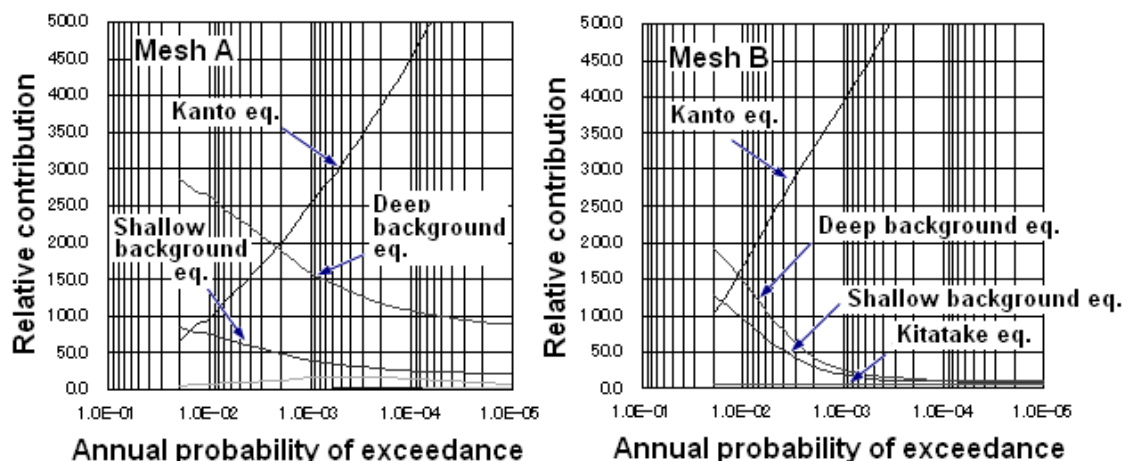 Relative contribution
500.0
450.0
400.0
350.0
300.0
250.0
200.0
150.0
100.0
50.0
0.0
Mesh A
Kanto eq.
Shallow
background
eq.
Deep
background
eq.
1.0E-01
1.0E-02
1.0E-03
1.0E-04
1.0E-05
Annual probability of exceedance
Relative contribution
500.0
450.0
400.0
350.0
300.0
250.0
200.0
150.0
100.0
50.0
0.0
Mesh B
Kanto eq.
Deep background eq.
Shallow background eq.
Kitatake eq.
1.0E-01
1.0E-02
1.0E-03
1.0E-04
1.0E-05
Annual probability of exceedance